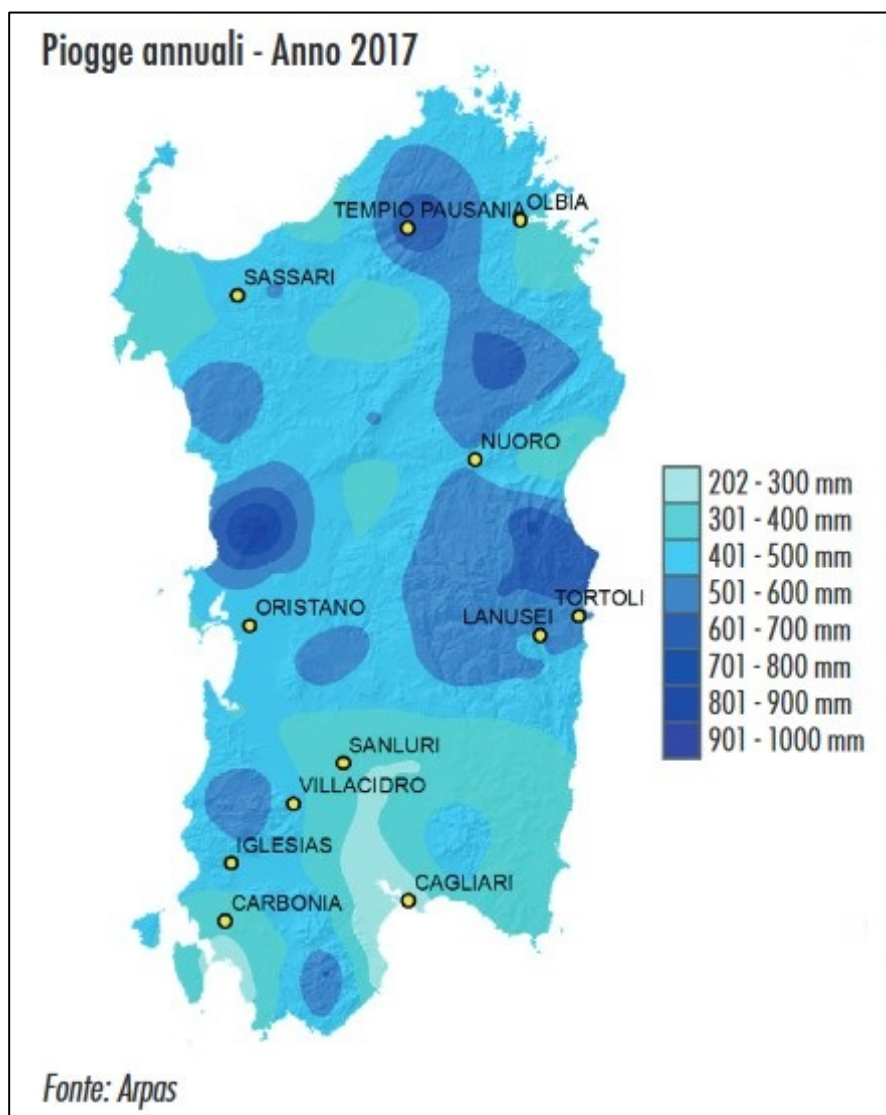 Piogge annuali - Anno 2017
TEMPIO PAUSANIA
OLBIA
SASSARI
NUORO
202 - 300 mm
301 - 400 mm
401 - 500 mm
501 - 600 mm
601 - 700 mm
701 - 800 mm
801 - 900 mm
901 - 1000 mm
ORISTANO
LANUSEI
TORTOLI
SANLURI
VILLACIDRO
IGLESIAS
CAGLIARI
CARBONIA
Fonte: Arpas